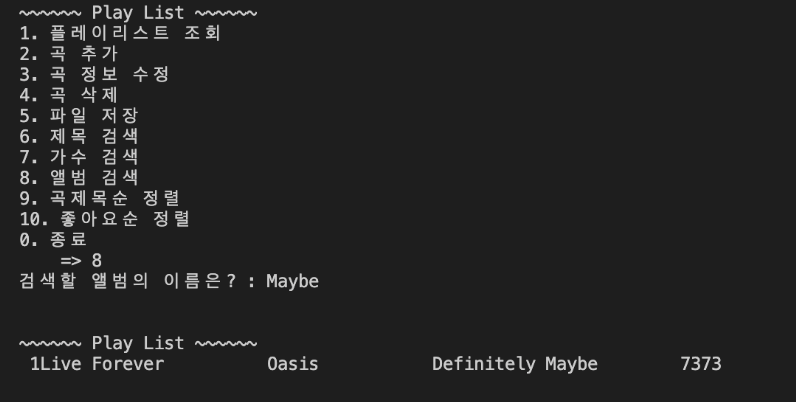 ~~~~~~ Play List ~~~~~~
1. 플레이리스트 조회
2. 곡 추가
3. 곡 정보 수정
4. 곡 삭제
5. 파일 저장
6. 제목 검색
7. 가수 검색
8. 앨범 검색
9. 곡제목순 정렬
10. 좋아요순 정렬
0. 종료
=> 8
검색할 앨범의 이름은? : Maybe
~~~~~~ Play List ~~~~~~
1Live Forever Oasis Definitely Maybe 7373